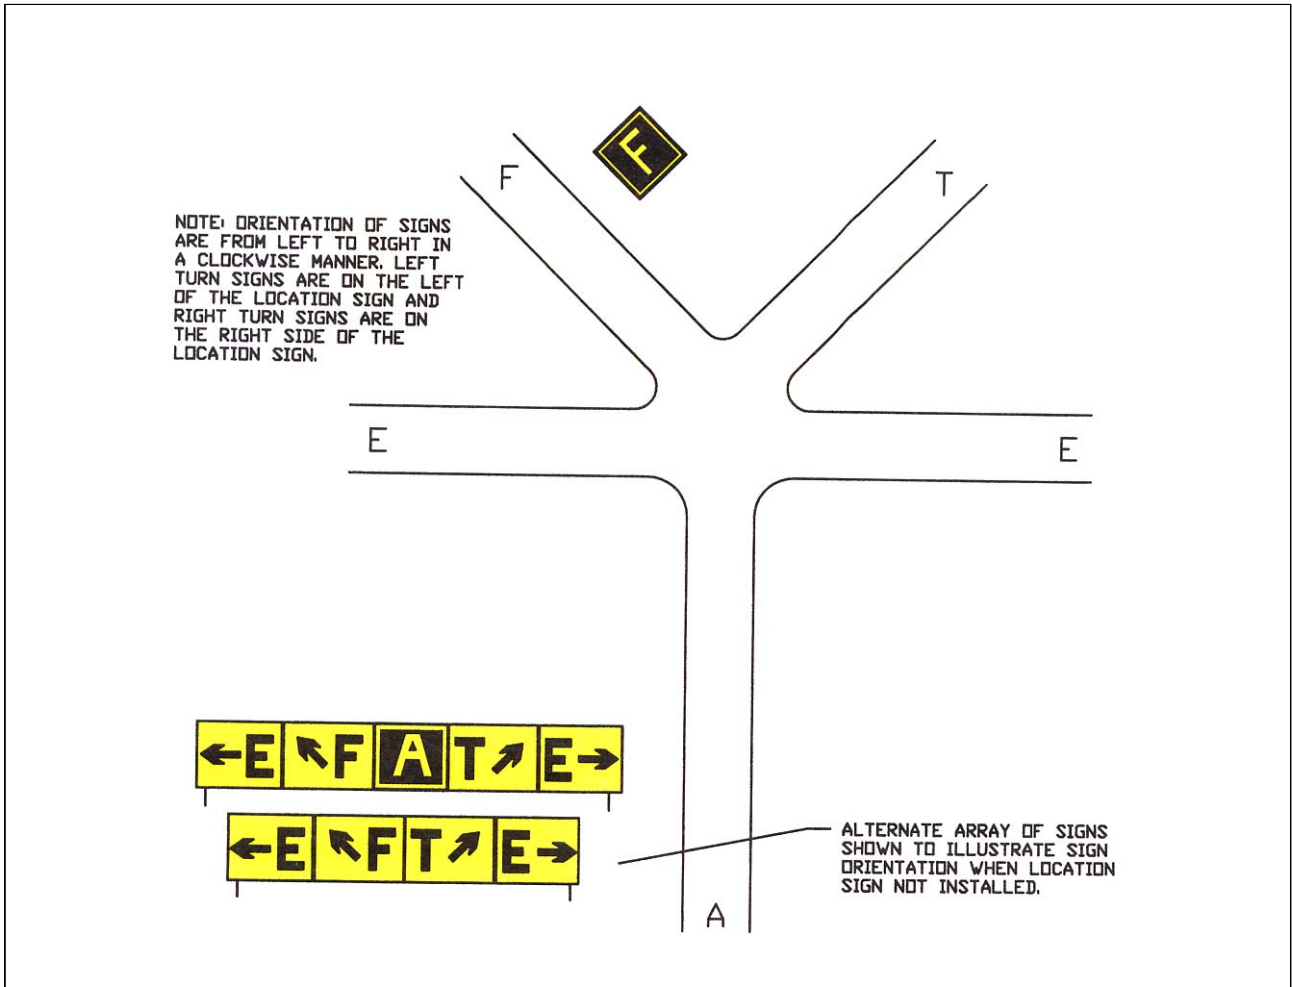 F
F
T
NOTE: ORIENTATION OF SIGNS
ARE FROM LEFT TO RIGHT IN
A CLOCKWISE MANNER. LEFT
TURN SIGNS ARE ON THE LEFT
OF THE LOCATION SIGN AND
RIGHT TURN SIGNS ARE ON
THE RIGHT SIDE OF THE
LOCATION SIGN.
E
E
←E ↖F A T↗ E→
←E ↖F T↗ E→
ALTERNATE ARRAY OF SIGNS
SHOWN TO ILLUSTRATE SIGN
ORIENTATION WHEN LOCATION
SIGN NOT INSTALLED.
A